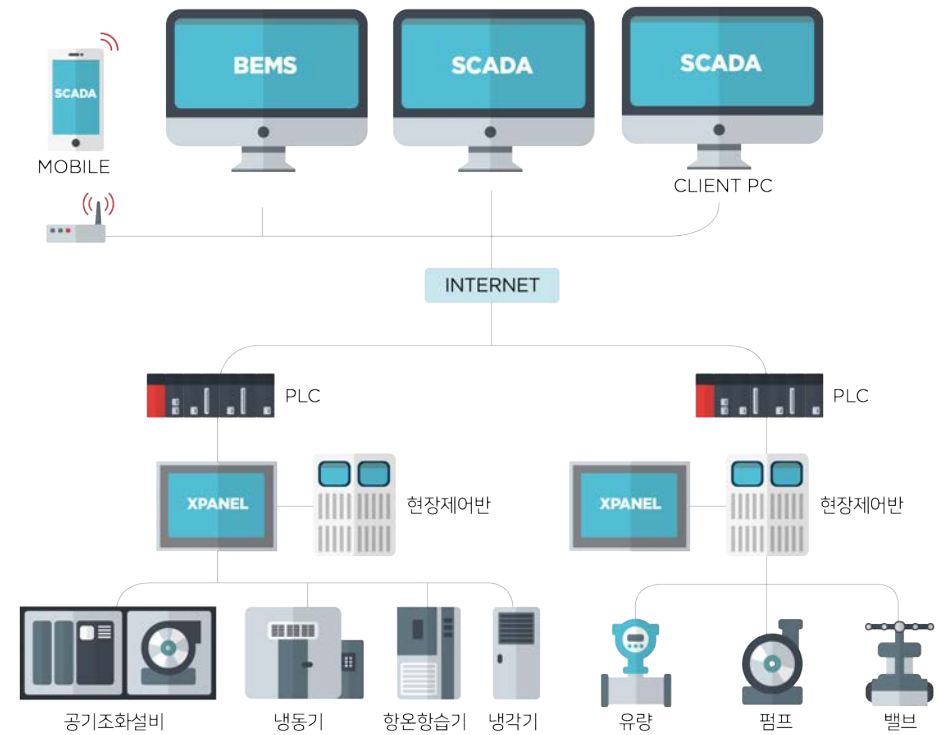 SCADA
BEMS
SCADA
SCADA
MOBILE
CLIENT PC
INTERNET
PLC
PLC
XPANEL
현장제어반
XPANEL
현장제어반
공기조화설비
냉동기
항온항습기
냉각기
유량
펌프
밸브